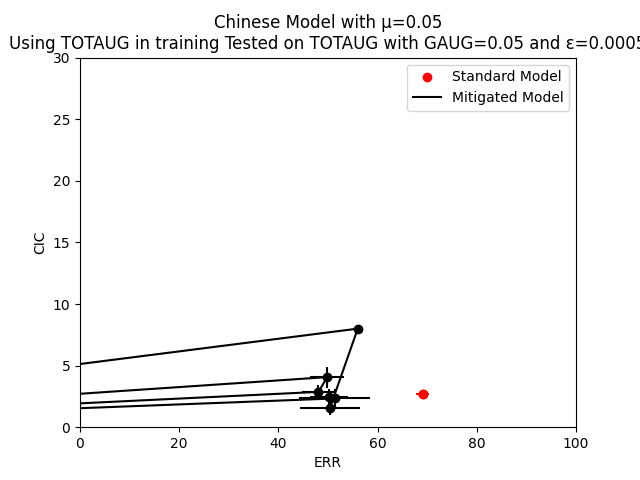 Chinese Model with μ=0.05
Using TOTAUG in training Tested on TOTAUG with GAUG=0.05 and ε=0.0005
Standard Model
Mitigated Model
30
25
20
15
10
5
0
CIC
0 20 40 60 80 100
ERR